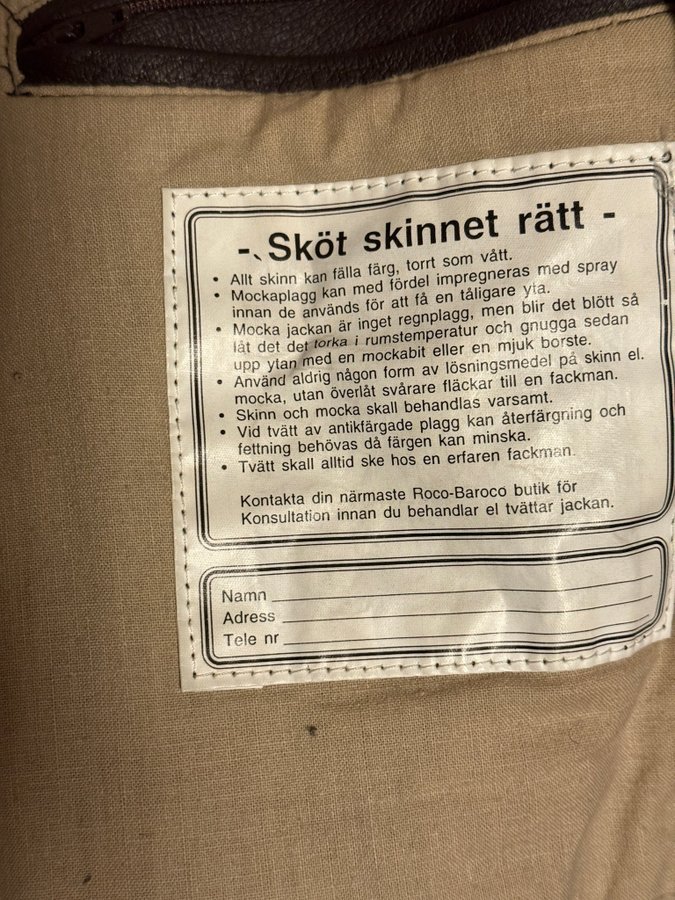 - Sköt skinnet rätt -
• Allt skinn kan fälla färg, torrt som vått.
• Mockaplagg kan med fördel impregneras med spray
innan de används för att få en tåligare yta.
• Mocka jackan är inget regnplagg, men blir det blött så
låt det det torka i rumstemperatur och gnugga sedan
upp ytan med en mockabit eller en mjuk borste.
• Använd aldrig någon form av lösningsmedel på skinn el.
mocka, utan överlåt svårare fläckar till en fackman.
• Skinn och mocka skall behandlas varsamt.
• Vid tvätt av antikfärgade plagg kan återfärgning och
fettning behövas då färgen kan minska.
• Tvätt skall alltid ske hos en erfaren fackman.
Kontakta din närmaste Roco-Baroco butik för
Konsultation innan du behandlar el tvättar jackan.
Namn
Adress
Tele nr